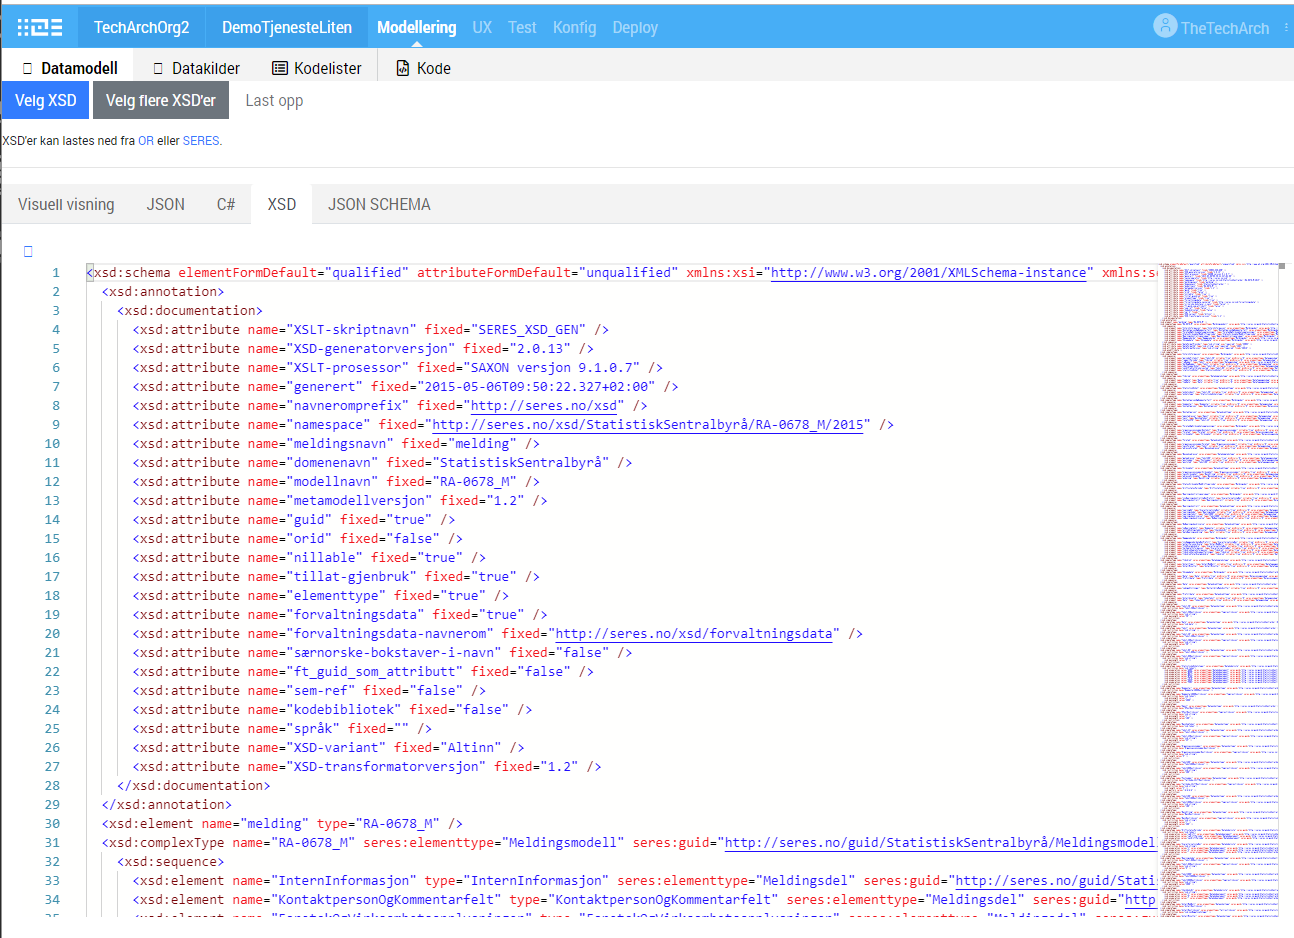 TechArchOrg2 DemoTjenesteLiten Modellering UX Test Konfig Deploy TheTechArch
Datamodell Datakilder Kodelister Kode
Velg XSD Velg flere XSD'er Last opp
XSD'er kan lastes ned fra OR eller SERES.
Visuell visning JSON C# XSD JSON SCHEMA
1 <xsd:schema elementFormDefault="qualified" attributeFormDefault="unqualified" xmlns:xsi="http://www.w3.org/2001/XMLSchema-instance" xmlns:s
2 <xsd:annotation>
3 <xsd:documentation>
4 <xsd:attribute name="XSLT-skriptnavn" fixed="SERES_XSD_GEN" />
5 <xsd:attribute name="XSD-generatorversjon" fixed="2.0.13" />
6 <xsd:attribute name="XSLT-prosessor" fixed="SAXON versjon 9.1.0.7" />
7 <xsd:attribute name="generert" fixed="2015-05-06T09:50:22.327+02:00" />
8 <xsd:attribute name="navneromprefix" fixed="http://seres.no/xsd" />
9 <xsd:attribute name="namespace" fixed="http://seres.no/xsd/StatistiskSentralbyrå/RA-0678_M/2015" />
10 <xsd:attribute name="meldingsnavn" fixed="melding" />
11 <xsd:attribute name="domenenavn" fixed="StatistiskSentralbyrå" />
12 <xsd:attribute name="modellnavn" fixed="RA-0678_M" />
13 <xsd:attribute name="metamodellversjon" fixed="1.2" />
14 <xsd:attribute name="guid" fixed="true" />
15 <xsd:attribute name="orid" fixed="false" />
16 <xsd:attribute name="nillable" fixed="true" />
17 <xsd:attribute name="tillat-gjenbruk" fixed="true" />
18 <xsd:attribute name="elementtype" fixed="true" />
19 <xsd:attribute name="forvaltningsdata" fixed="true" />
20 <xsd:attribute name="forvaltningsdata-navnerom" fixed="http://seres.no/xsd/forvaltningsdata" />
21 <xsd:attribute name="særnorske-bokstaver-i-navn" fixed="false" />
22 <xsd:attribute name="ft_guid_som_attributt" fixed="false" />
23 <xsd:attribute name="sem-ref" fixed="false" />
24 <xsd:attribute name="kodebibliotek" fixed="false" />
25 <xsd:attribute name="språk" fixed="" />
26 <xsd:attribute name="XSD-variant" fixed="Altinn" />
27 <xsd:attribute name="XSD-transformatorversjon" fixed="1.2" />
28 </xsd:documentation>
29 </xsd:annotation>
30 <xsd:element name="melding" type="RA-0678_M" />
31 <xsd:complexType name="RA-0678_M" seres:elementtype="Meldingsmodell" seres:guid="http://seres.no/guid/StatistiskSentralbyrå/Meldingsmodel
32 <xsd:sequence>
33 <xsd:element name="InternInformasjon" type="InternInformasjon" seres:elementtype="Meldingsdel" seres:guid="http://seres.no/guid/Stati
34 <xsd:element name="KontaktpersonOgKommentarfelt" type="KontaktpersonOgKommentarfelt" seres:elementtype="Meldingsdel" seres:guid="http